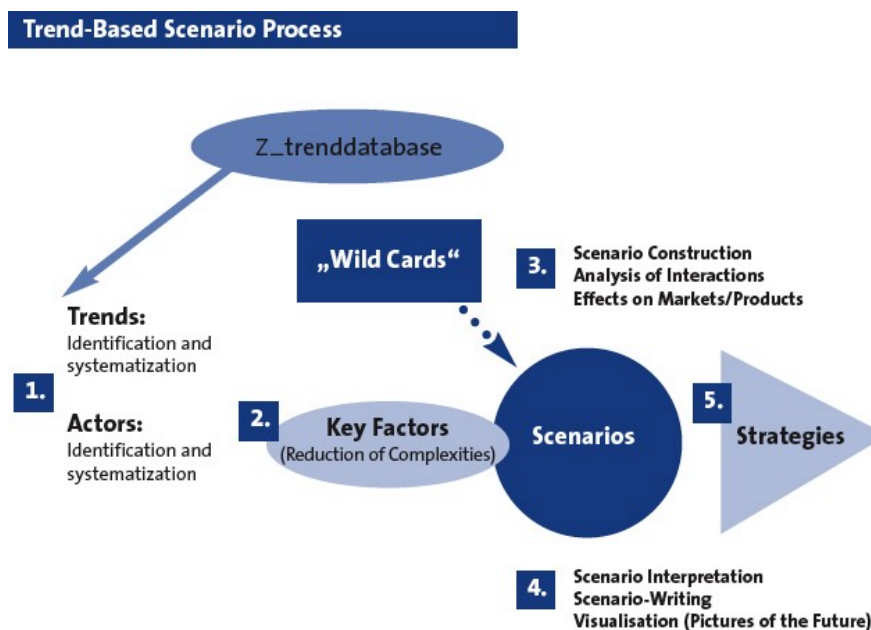 Trend-Based Scenario Process
Z_trenddatabase
„Wild Cards“
3.
Scenario Construction
Analysis of Interactions
Effects on Markets/Products
1.
Trends:
Identification and
systematization
Actors:
Identification and
systematization
2.
Key Factors
(Reduction of Complexities)
Scenarios
5.
Strategies
4.
Scenario Interpretation
Scenario-Writing
Visualisation (Pictures of the Future)